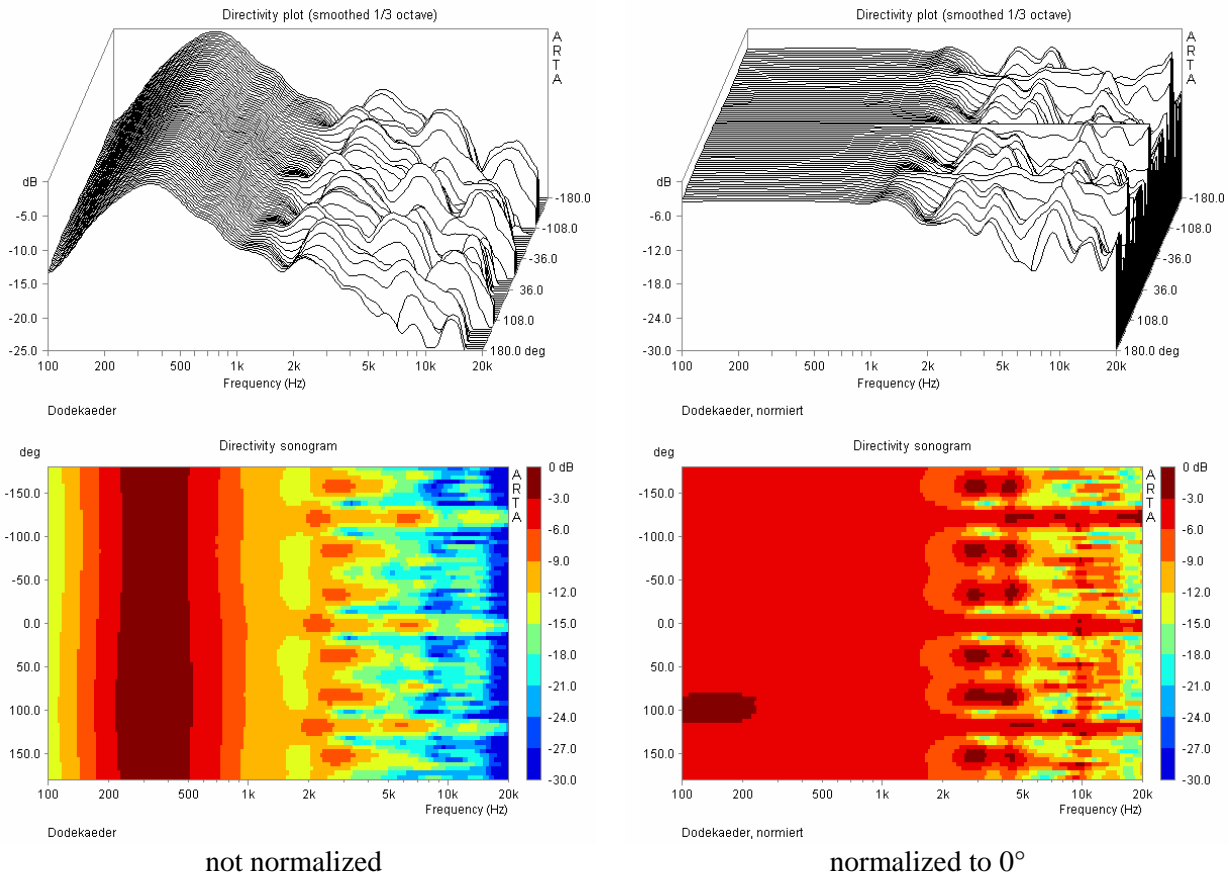 Directivity plot (smoothed 1/3 octave)
A
R
T
A
dB
-5.0
-10.0
-15.0
-20.0
-25.0
100 200 500 1k 2k 5k 10k 20k
Frequency (Hz)
-180.0
-108.0
-36.0
36.0
108.0
180.0 deg
Dodekaeder
Directivity plot (smoothed 1/3 octave)
A
R
T
A
dB
-6.0
-12.0
-18.0
-24.0
-30.0
100 200 500 1k 2k 5k 10k 20k
Frequency (Hz)
-180.0
-108.0
-36.0
36.0
108.0
180.0 deg
Dodekaeder, normiert
Directivity sonogram
deg
-150.0
-100.0
-50.0
0.0
50.0
100.0
150.0
100 200 500 1k 2k 5k 10k 20k
Frequency (Hz)
A
R
T
A
0 dB
-3.0
-6.0
-9.0
-12.0
-15.0
-18.0
-21.0
-24.0
-27.0
-30.0
Dodekaeder
not normalized
Directivity sonogram
deg
-150.0
-100.0
-50.0
0.0
50.0
100.0
150.0
100 200 500 1k 2k 5k 10k 20k
Frequency (Hz)
A
R
T
A
0 dB
-3.0
-6.0
-9.0
-12.0
-15.0
-18.0
-21.0
-24.0
-27.0
-30.0
Dodekaeder, normiert
normalized to 0°